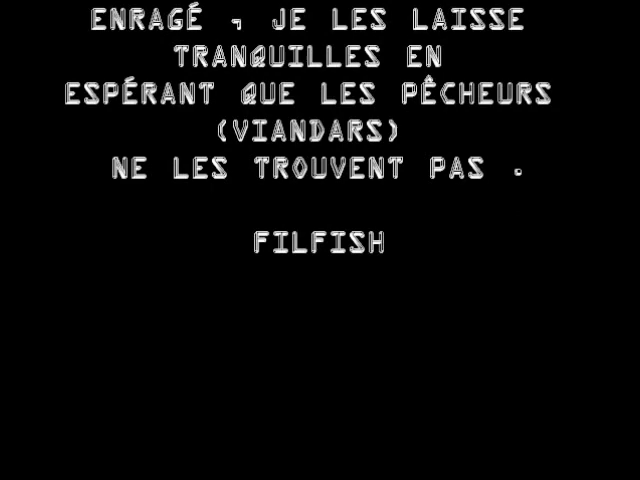 ENRAGÉ , JE LES LAISSE
TRANQUILLES EN
ESPÉRANT QUE LES PÊCHEURS
(VIANDARS)
NE LES TROUVENT PAS .
FILFISH